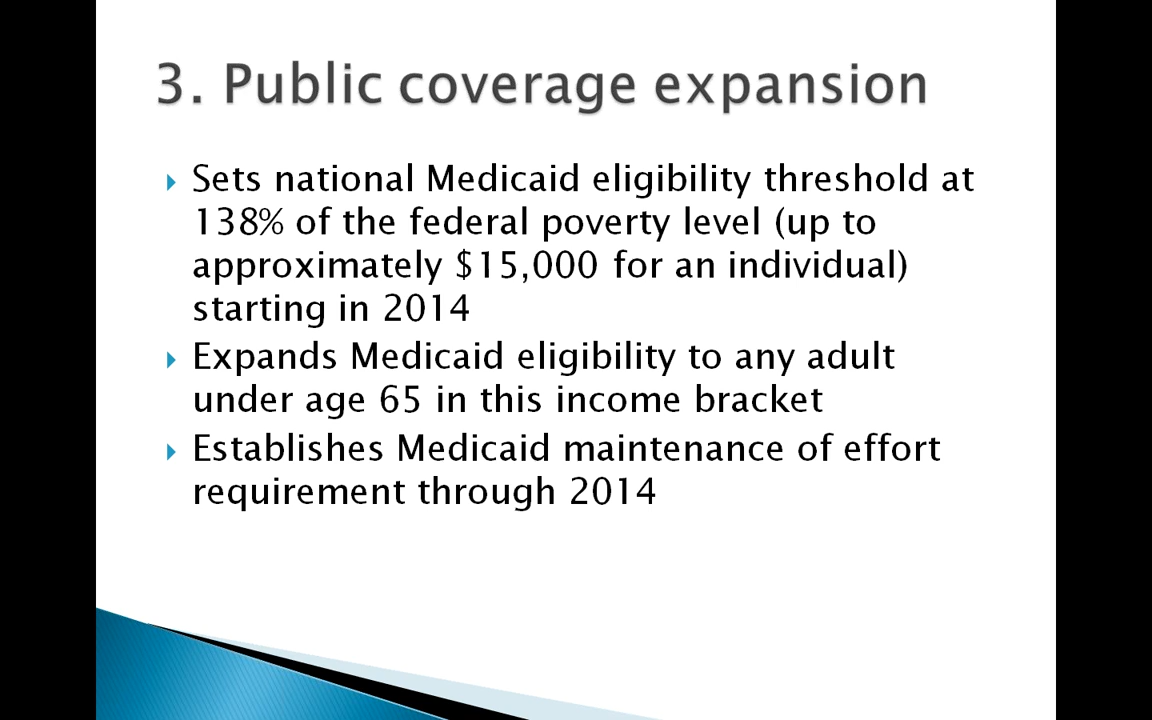 3. Public coverage expansion
Sets national Medicaid eligibility threshold at
138% of the federal poverty level (up to
approximately $15,000 for an individual)
starting in 2014
Expands Medicaid eligibility to any adult
under age 65 in this income bracket
Establishes Medicaid maintenance of effort
requirement through 2014